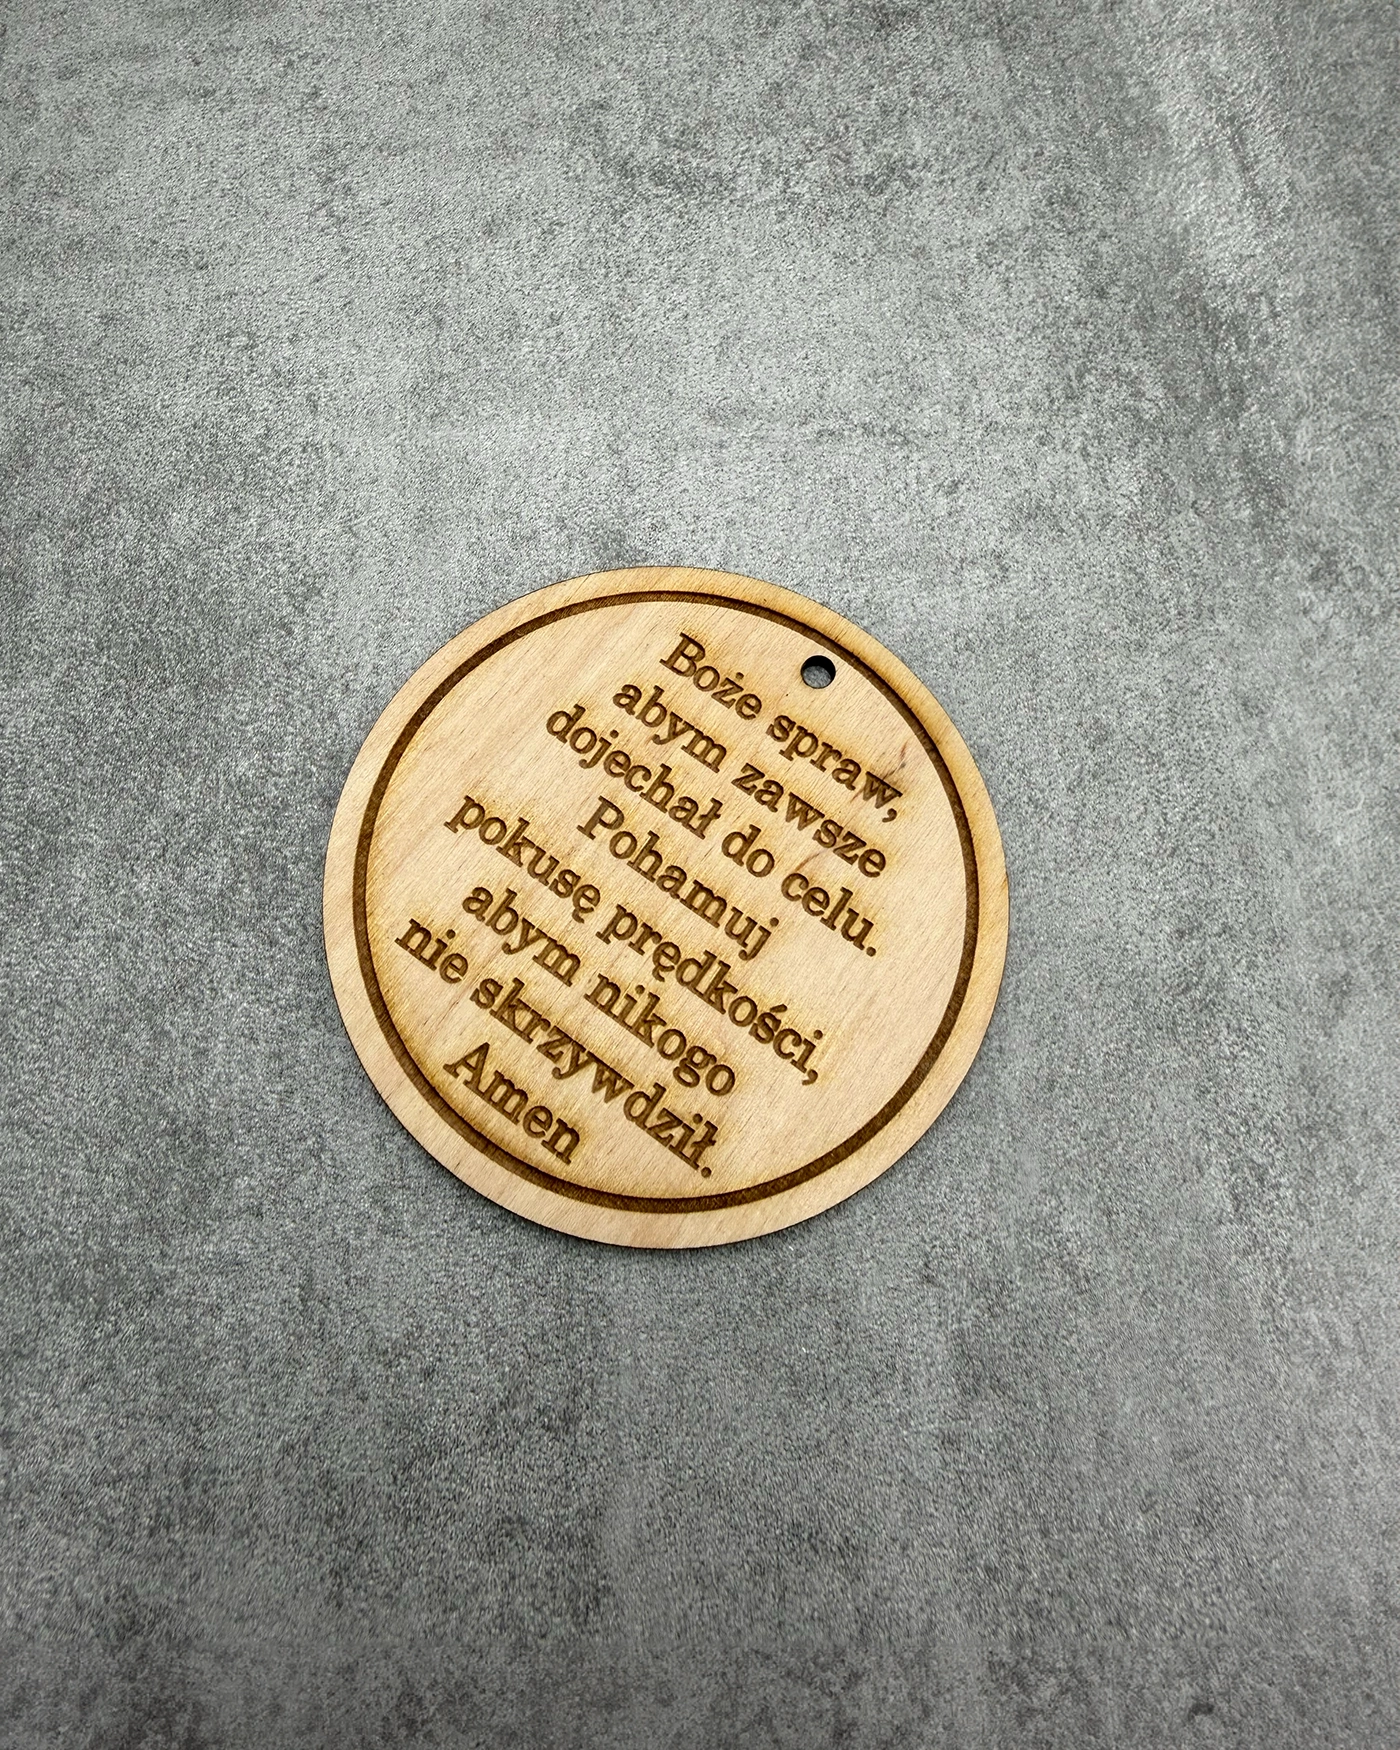 Boże spraw,
abym zawsze
dojechał do celu.
Pohamuj
pokusę prędkości,
abym nikogo
nie skrzywdził.
Amen